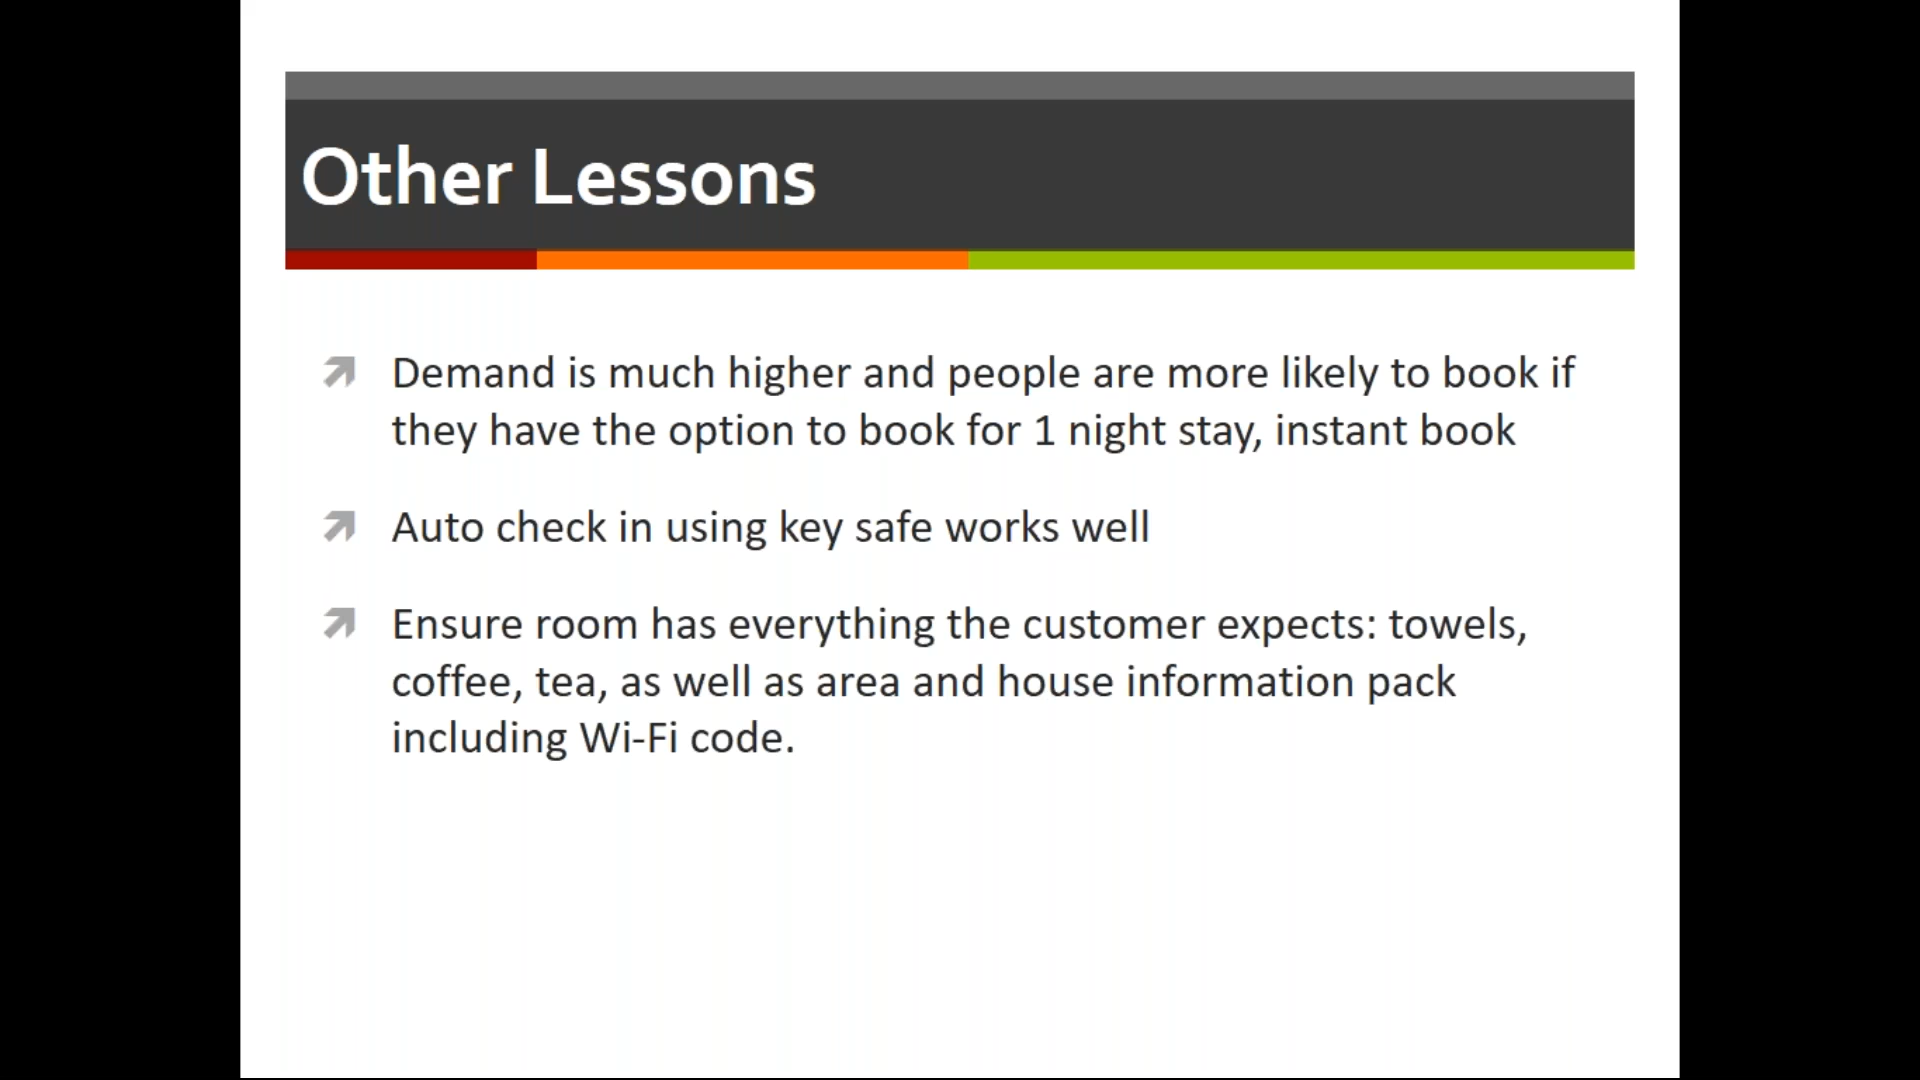 Other Lessons
Demand is much higher and people are more likely to book if
they have the option to book for 1 night stay, instant book
Auto check in using key safe works well
Ensure room has everything the customer expects: towels,
coffee, tea, as well as area and house information pack
including Wi-Fi code.